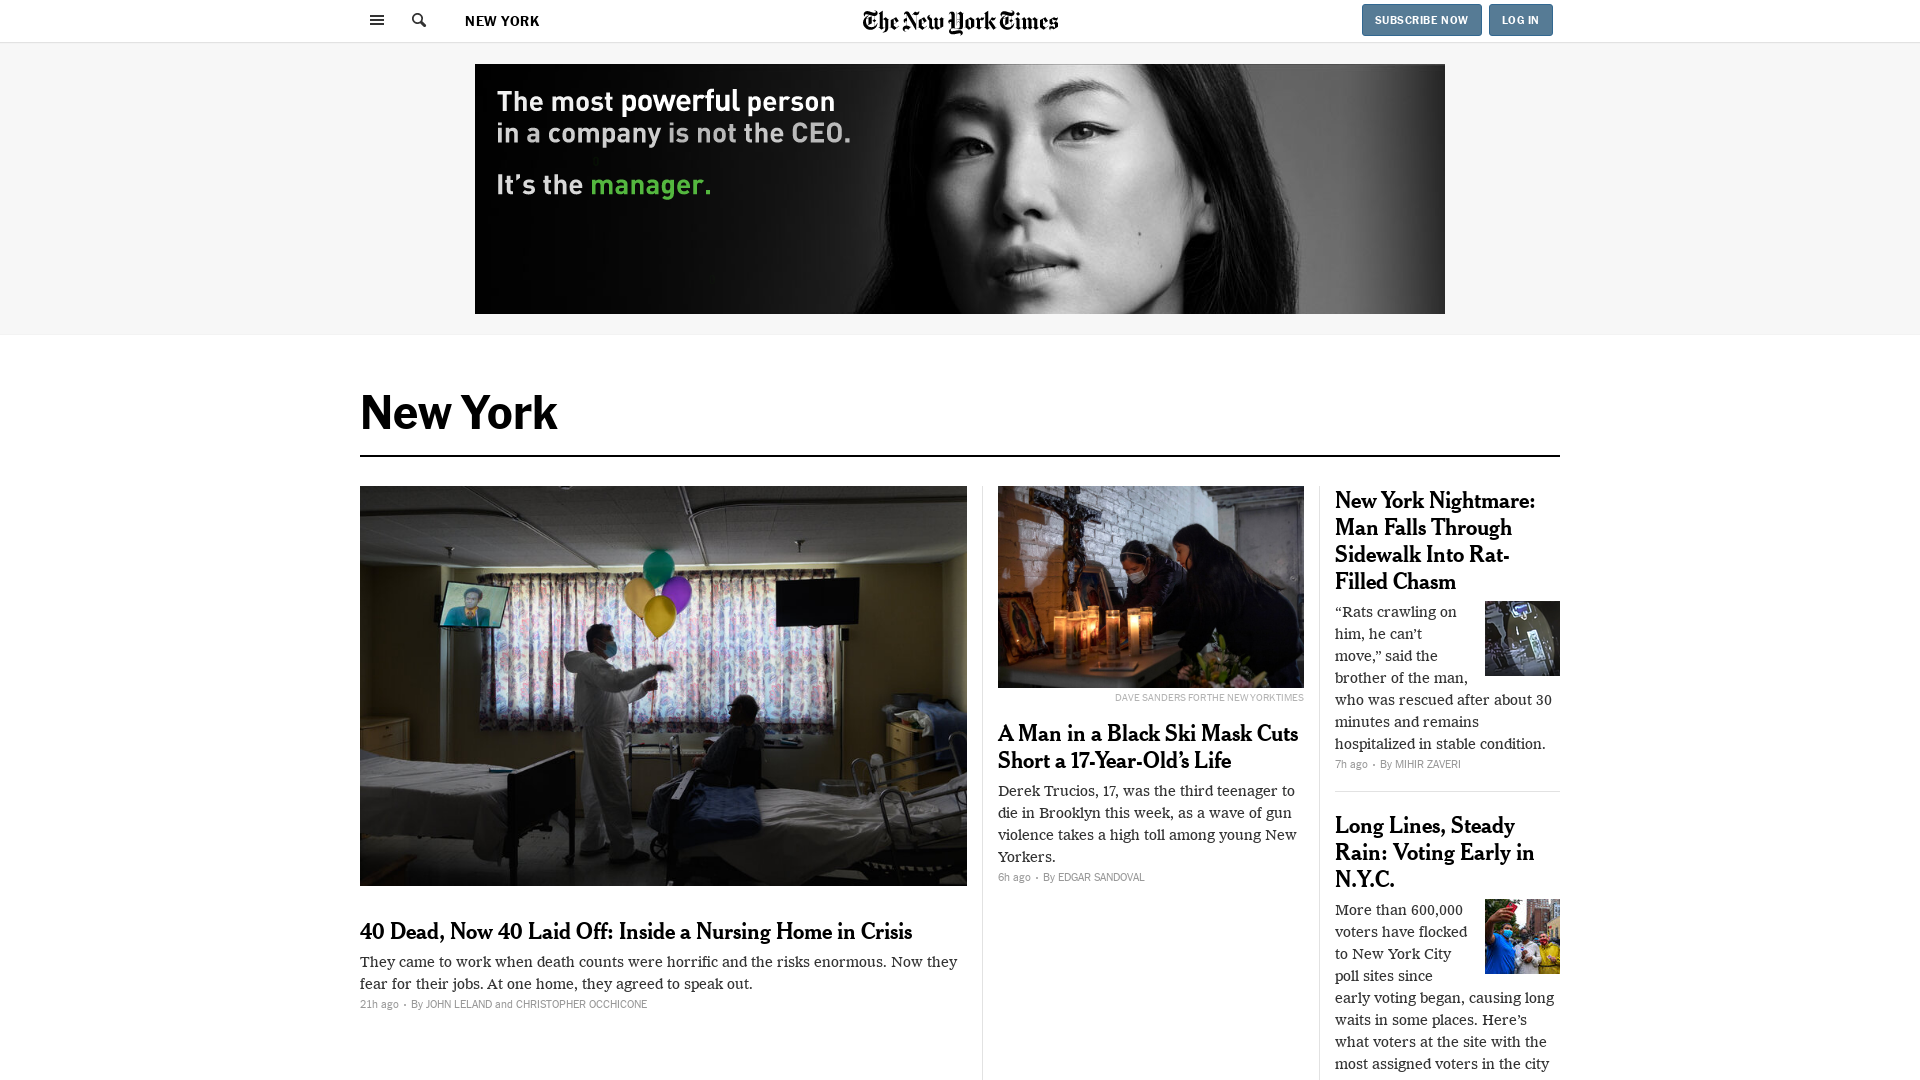 NEW YORK
The New York Times
SUBSCRIBE NOW
LOG IN
The most powerful person
in a company is not the CEO.
It's the manager.
New York
40 Dead, Now 40 Laid Off: Inside a Nursing Home in Crisis
They came to work when death counts were horrific and the risks enormous. Now they
fear for their jobs. At one home, they agreed to speak out.
21h ago • By JOHN LELAND and CHRISTOPHER OCCHICONE
DAVE SANDERS FOR THE NEW YORK TIMES
A Man in a Black Ski Mask Cuts
Short a 17-Year-Old’s Life
Derek Trucios, 17, was the third teenager to
die in Brooklyn this week, as a wave of gun
violence takes a high toll among young New
Yorkers.
6h ago • By EDGAR SANDOVAL
New York Nightmare:
Man Falls Through
Sidewalk Into Rat-
Filled Chasm
“Rats crawling on
him, he can’t
move,” said the
brother of the man,
who was rescued after about 30
minutes and remains
hospitalized in stable condition.
7h ago • By MIHIR ZAVERI
Long Lines, Steady
Rain: Voting Early in
N.Y.C.
More than 600,000
voters have flocked
to New York City
poll sites since
early voting began, causing long
waits in some places. Here’s
what voters at the site with the
most assigned voters in the city